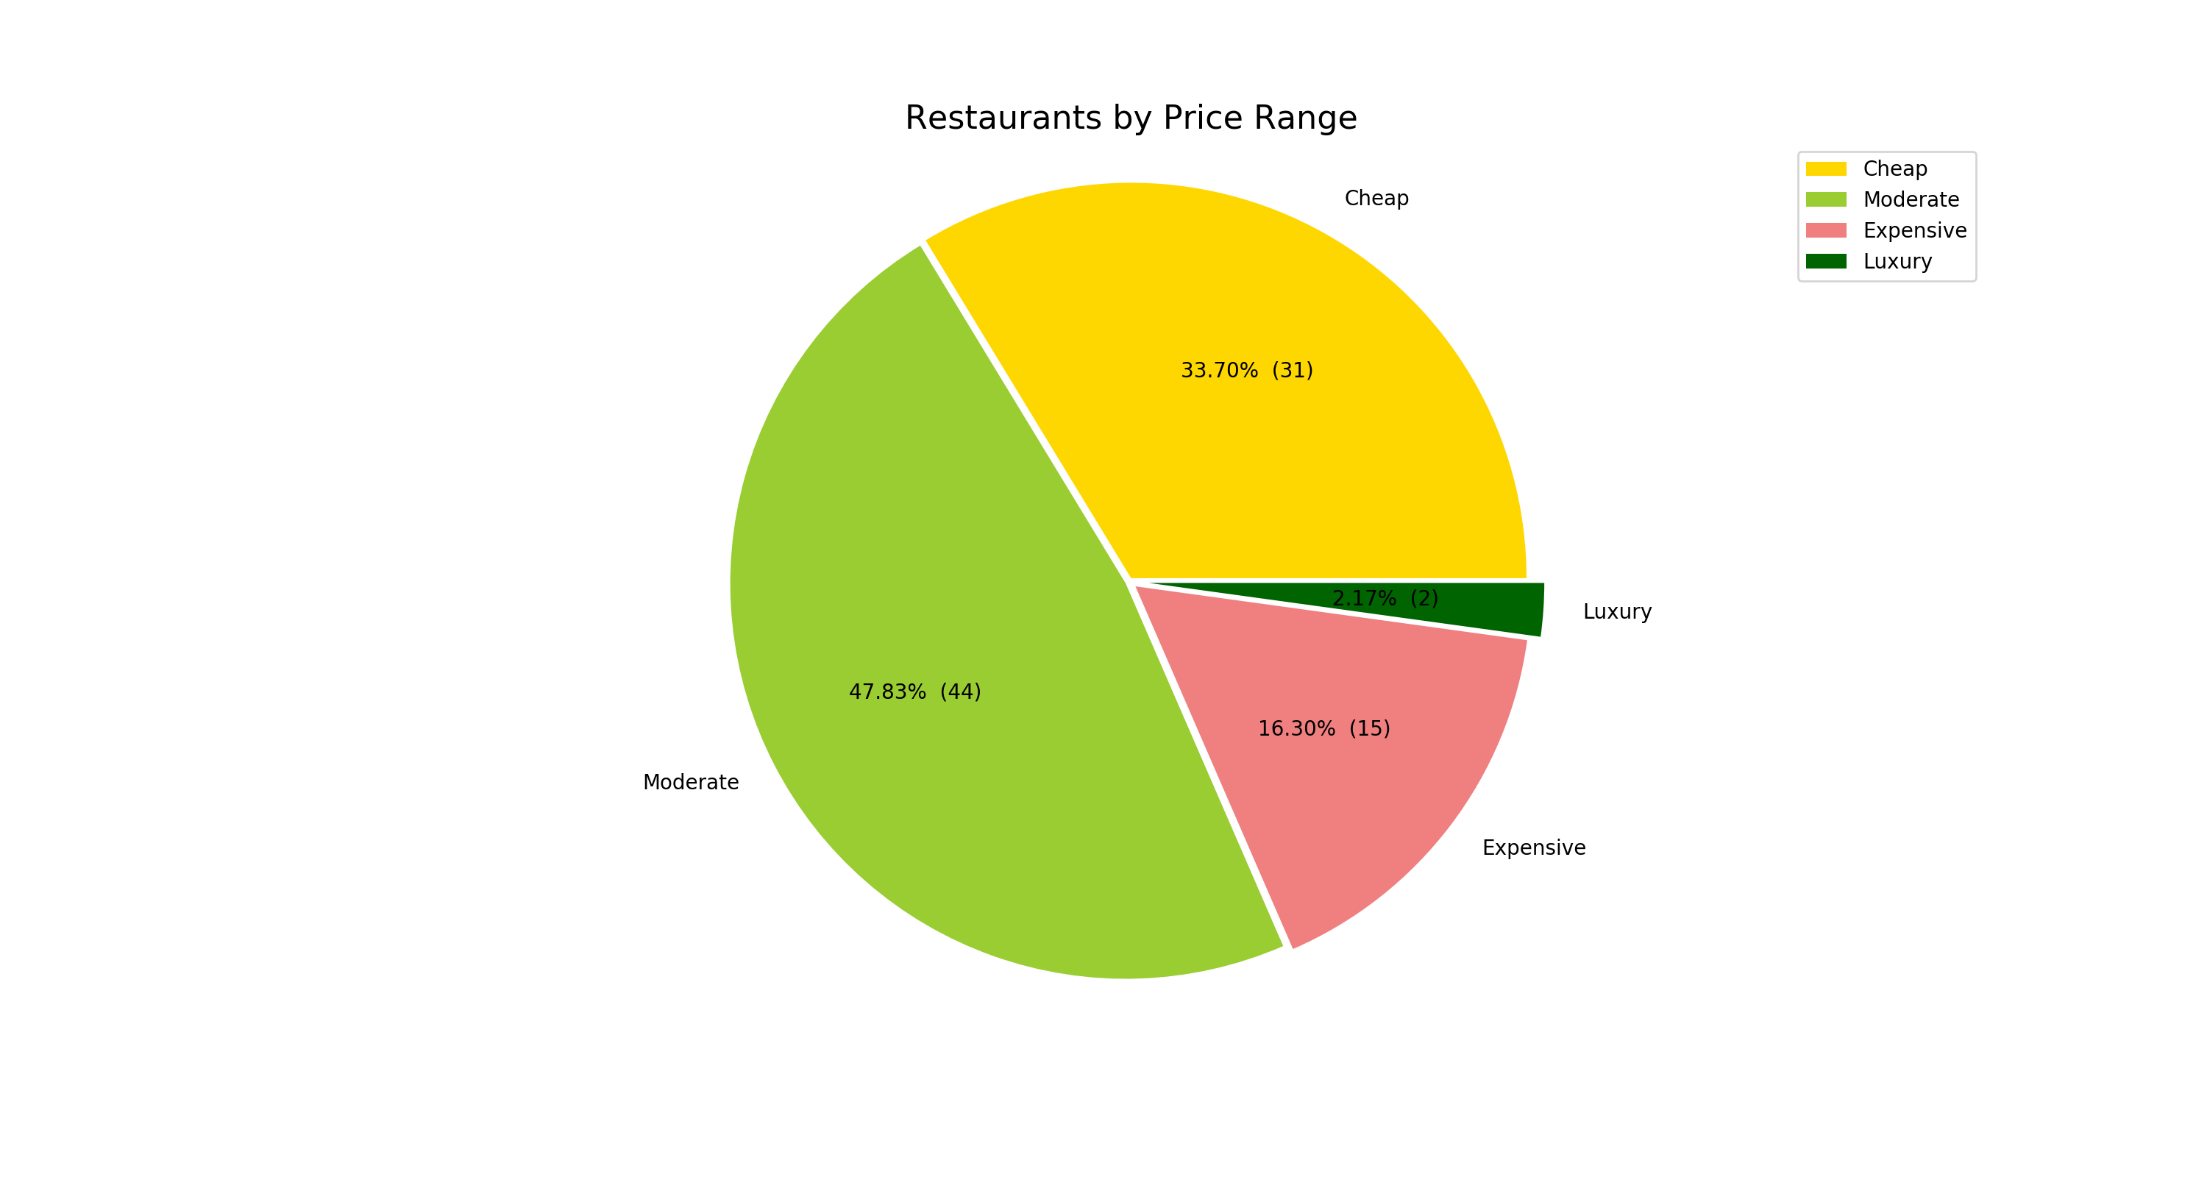 Restaurants by Price Range
Cheap
Moderate
Expensive
Luxury
Cheap
33.70%  (31)
2.17%  (2)
Luxury
47.83%  (44)
16.30%  (15)
Moderate
Expensive